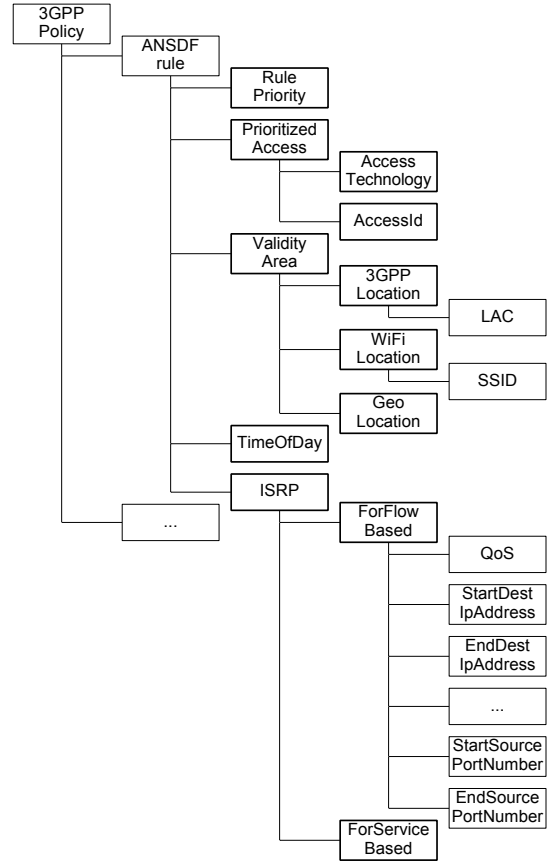 3GPP
Policy
ANSDF
rule
Rule
Priority
Prioritized
Access
Access
Technology
AccessId
Validity
Area
3GPP
Location
LAC
WiFi
Location
SSID
Geo
Location
TimeOfDay
ISRP
...
ForFlow
Based
QoS
StartDest
IpAddress
EndDest
IpAddress
...
StartSource
PortNumber
EndSource
PortNumber
ForService
Based